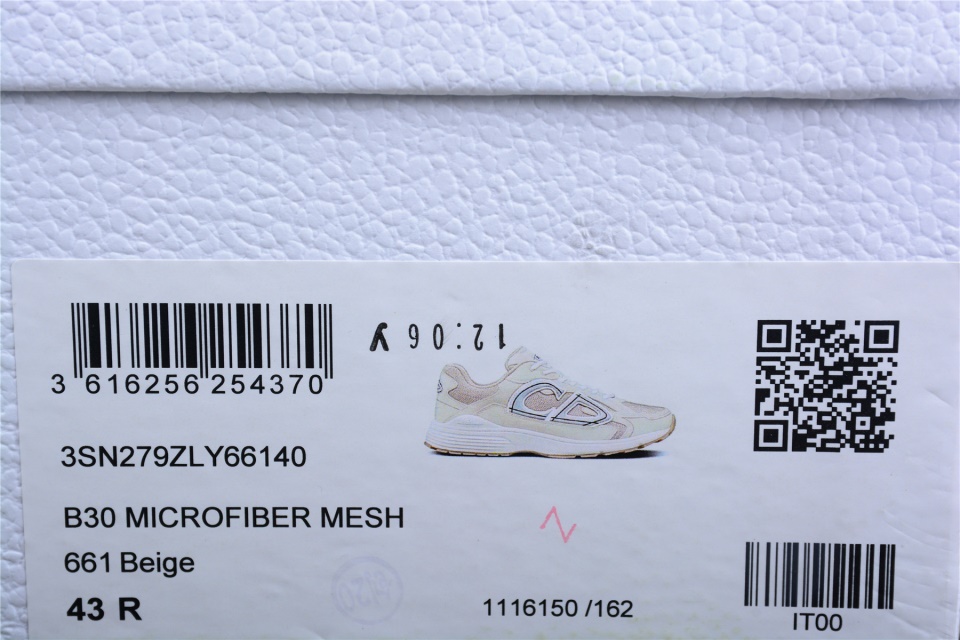 3 616256 254370
12:06 Y
3SN279ZLY66140
B30 MICROFIBER MESH
661 Beige
43 R
1116150 /162
IT00